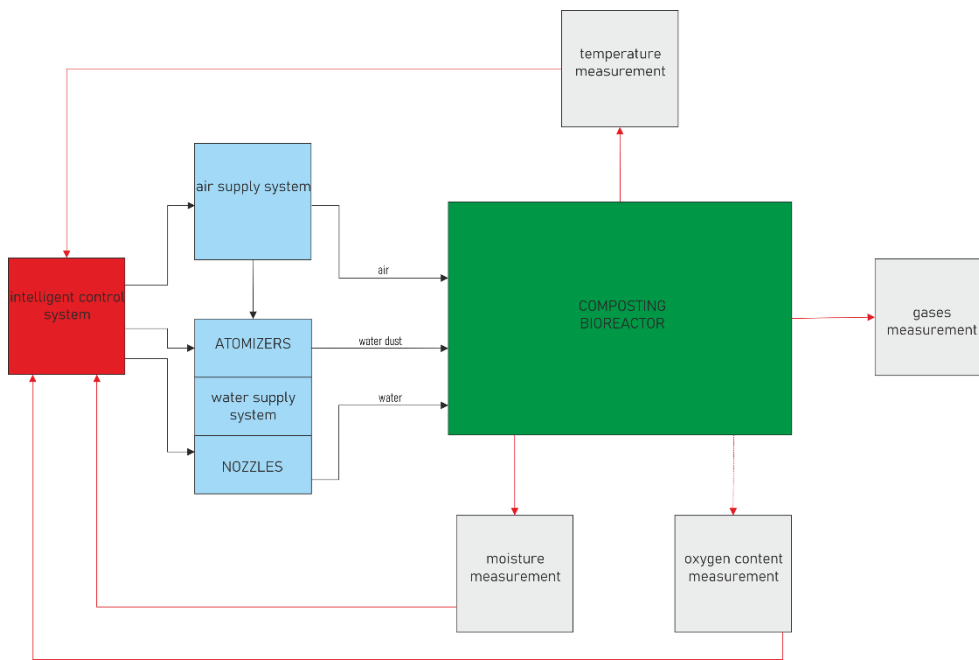 temperature
measurement
air supply system
air
intelligent control
system
COMPOSTING
BIOREACTOR
gases
measurement
ATOMIZERS
water dust
water supply
system
water
NOZZLES
moisture
measurement
oxygen content
measurement